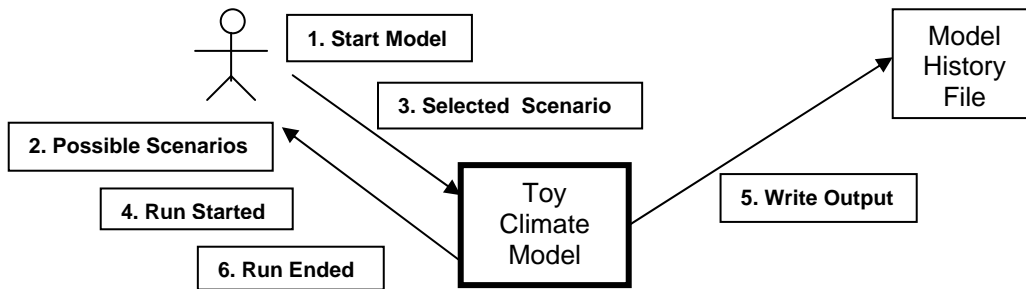 1. Start Model
Model
History
File
3. Selected Scenario
2. Possible Scenarios
Toy
Climate
Model
4. Run Started
5. Write Output
6. Run Ended